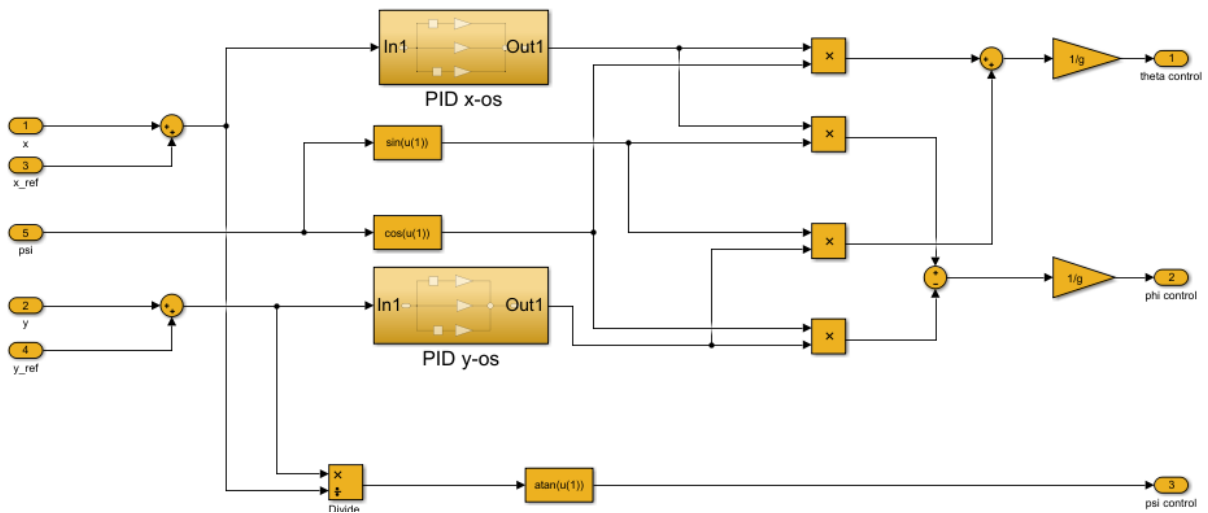 In1
Out1
PID x-os
×
1/g
1
theta control
1
x
+
+
3
x_ref
sin(u(1))
×
+
+
5
psi
cos(u(1))
×
2
y
+
+
4
y_ref
In1
Out1
PID y-os
×
+
−
1/g
2
phi control
×
÷
Divide
atan(u(1))
3
psi control